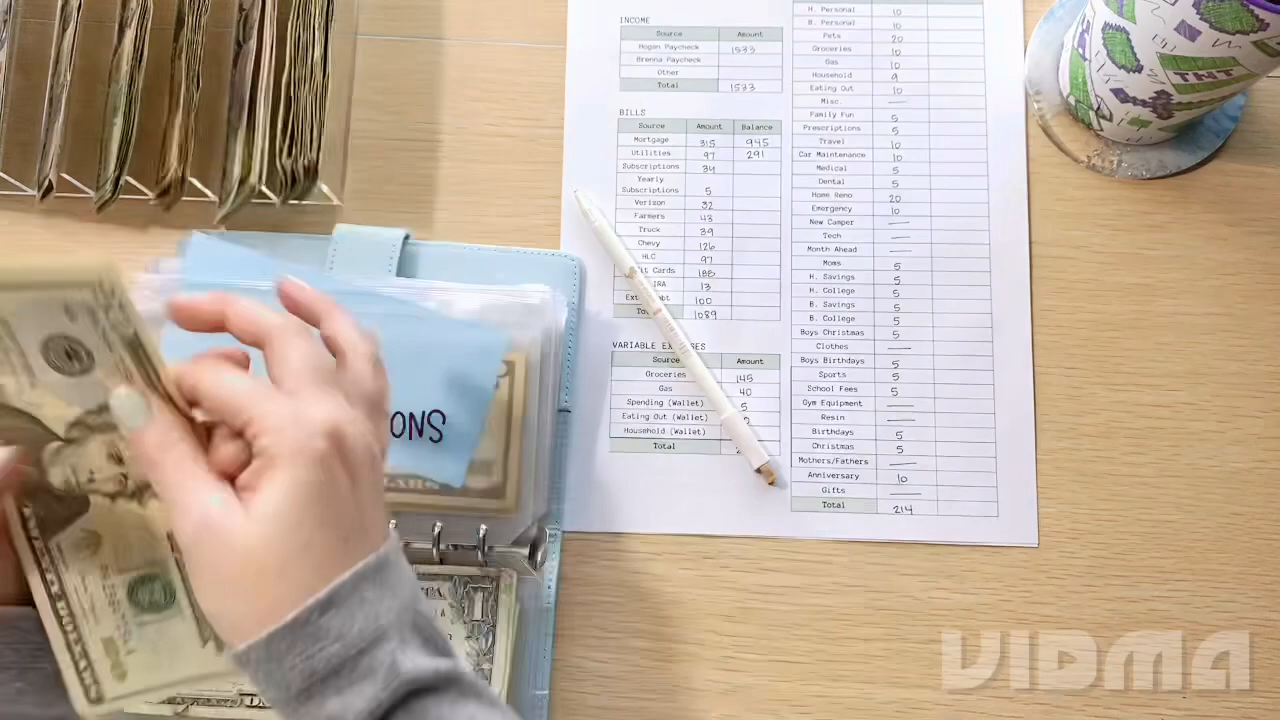 INCOME
Source Amount
Hogan Paycheck 1533
Brenna Paycheck
Other
Total 1533
BILLS
Source Amount Balance
Mortgage 315 945
Utilities 97 291
Subscriptions 34
Yearly Subscriptions 5
Verizon 32
Farmers 43
Truck 39
Chevy 126
HLC 97
Cards 188
13
100
1089
VARIABLE
Source Amount
Groceries 145
Gas 40
Spending (Wallet) 5
Eating Out (Wallet)
Household (Wallet)
Total
H. Personal 10
B. Personal 10
Pets 20
Groceries 10
Gas 10
Household 9
Eating Out 10
Misc. —
Family Fun 5
Prescriptions 5
Travel 10
Car Maintenance 10
Medical 5
Dental 5
Home Reno 20
Emergency 10
New Camper —
Tech —
Month Ahead —
Moms 5
H. Savings 5
H. College 5
B. Savings 5
B. College 5
Boys Christmas 5
Clothes —
Boys Birthdays 5
Sports 5
School Fees 5
Gym Equipment —
Resin —
Birthdays 5
Christmas 5
Mothers/Fathers —
Anniversary 10
Gifts —
Total 214
TNT
ONS
VIDMA